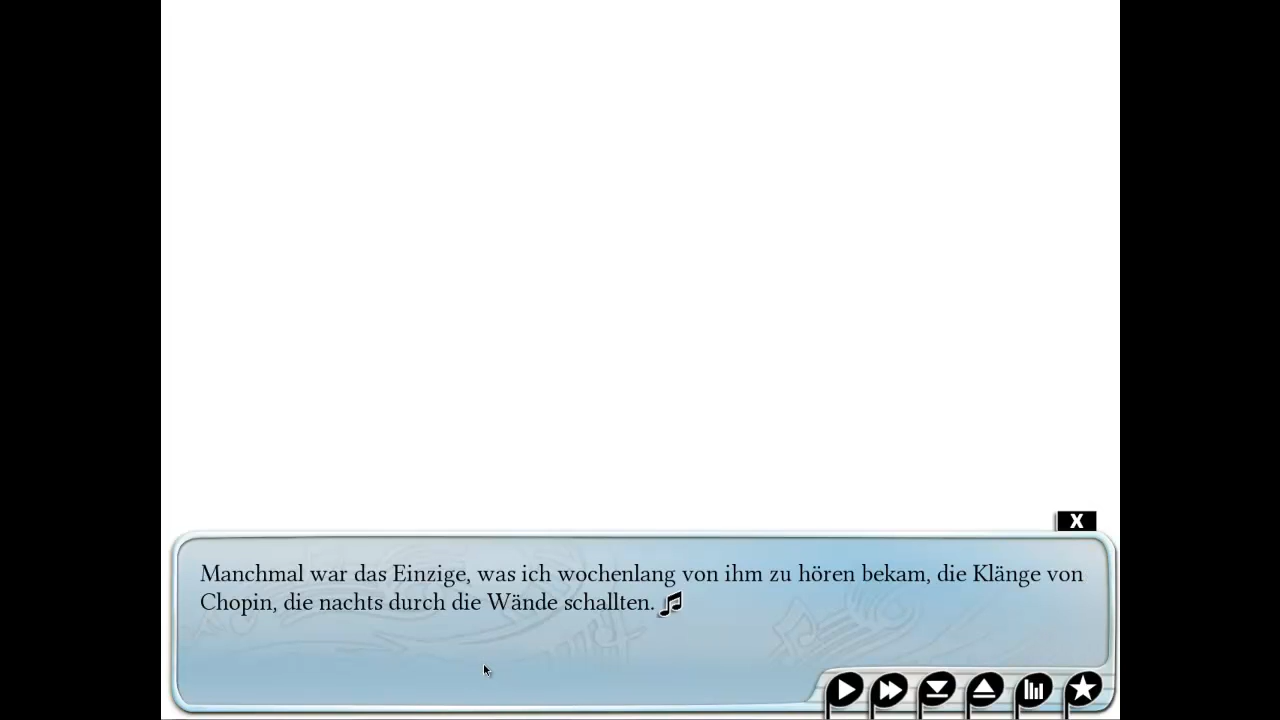 X
Manchmal war das Einzige, was ich wochenlang von ihm zu hören bekam, die Klänge von
Chopin, die nachts durch die Wände schallten.